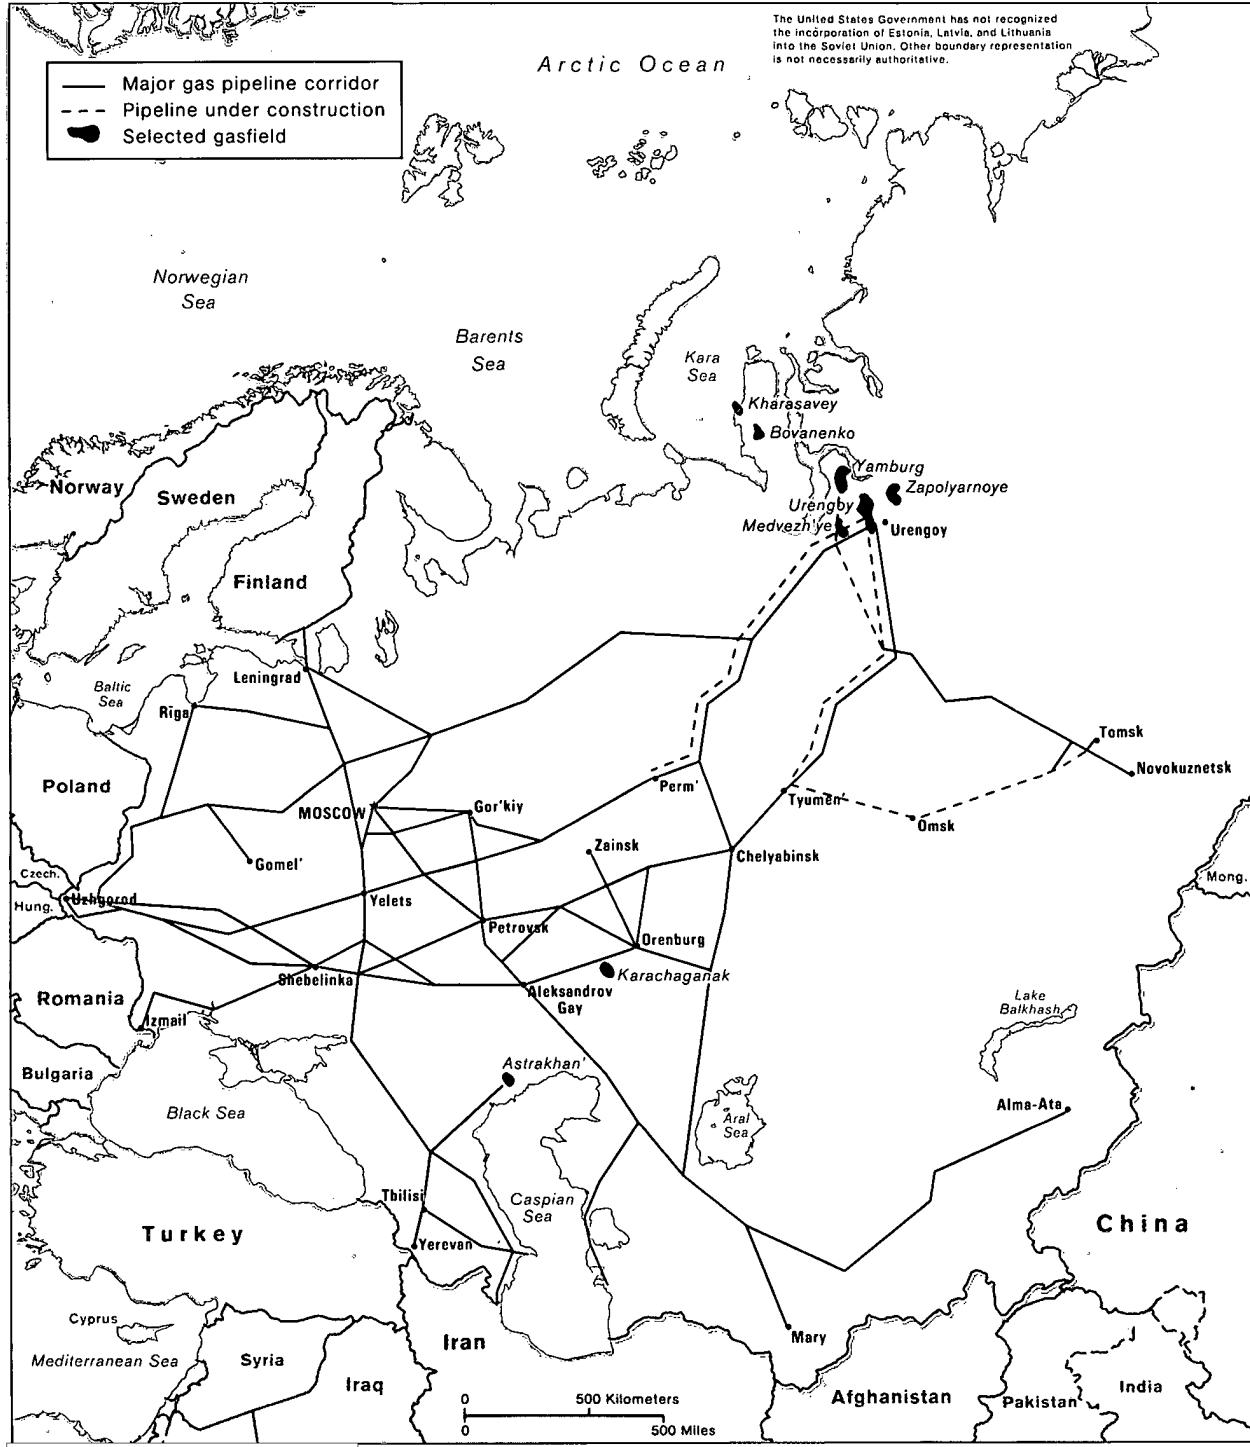 The United States Government has not recognized
the incorporation of Estonia, Latvia, and Lithuania
into the Soviet Union. Other boundary representation
is not necessarily authoritative.
Arctic Ocean
Major gas pipeline corridor
Pipeline under construction
Selected gasfield
Norwegian
Sea
Barents
Sea
Kara
Sea
Kharasavey
Bovanenko
Yamburg
Zapolyarnoye
Urengoy
Medvezh'ye
Urengoy
Norway
Sweden
Finland
Leningrad
Baltic
Sea
Rīga
Tomsk
Novokuznetsk
Poland
Perm'
Tyumen'
MOSCOW
Gor'kiy
Omsk
Zainsk
Chelyabinsk
Gomel'
Czech.
Mong.
Uzhgorod
Hung.
Yelets
Petrovsk
Orenburg
Shebelinka
Karachaganak
Aleksandrov
Gay
Romania
Izmail
Lake
Balkhash
Astrakhan'
Bulgaria
Black Sea
Aral
Sea
Alma-Ata
Tbilisi
Caspian
Sea
Turkey
China
Yerevan
Cyprus
Mary
Iran
Mediterranean Sea
Syria
Iraq
Afghanistan
Pakistan
India
0 500 Kilometers
0 500 Miles